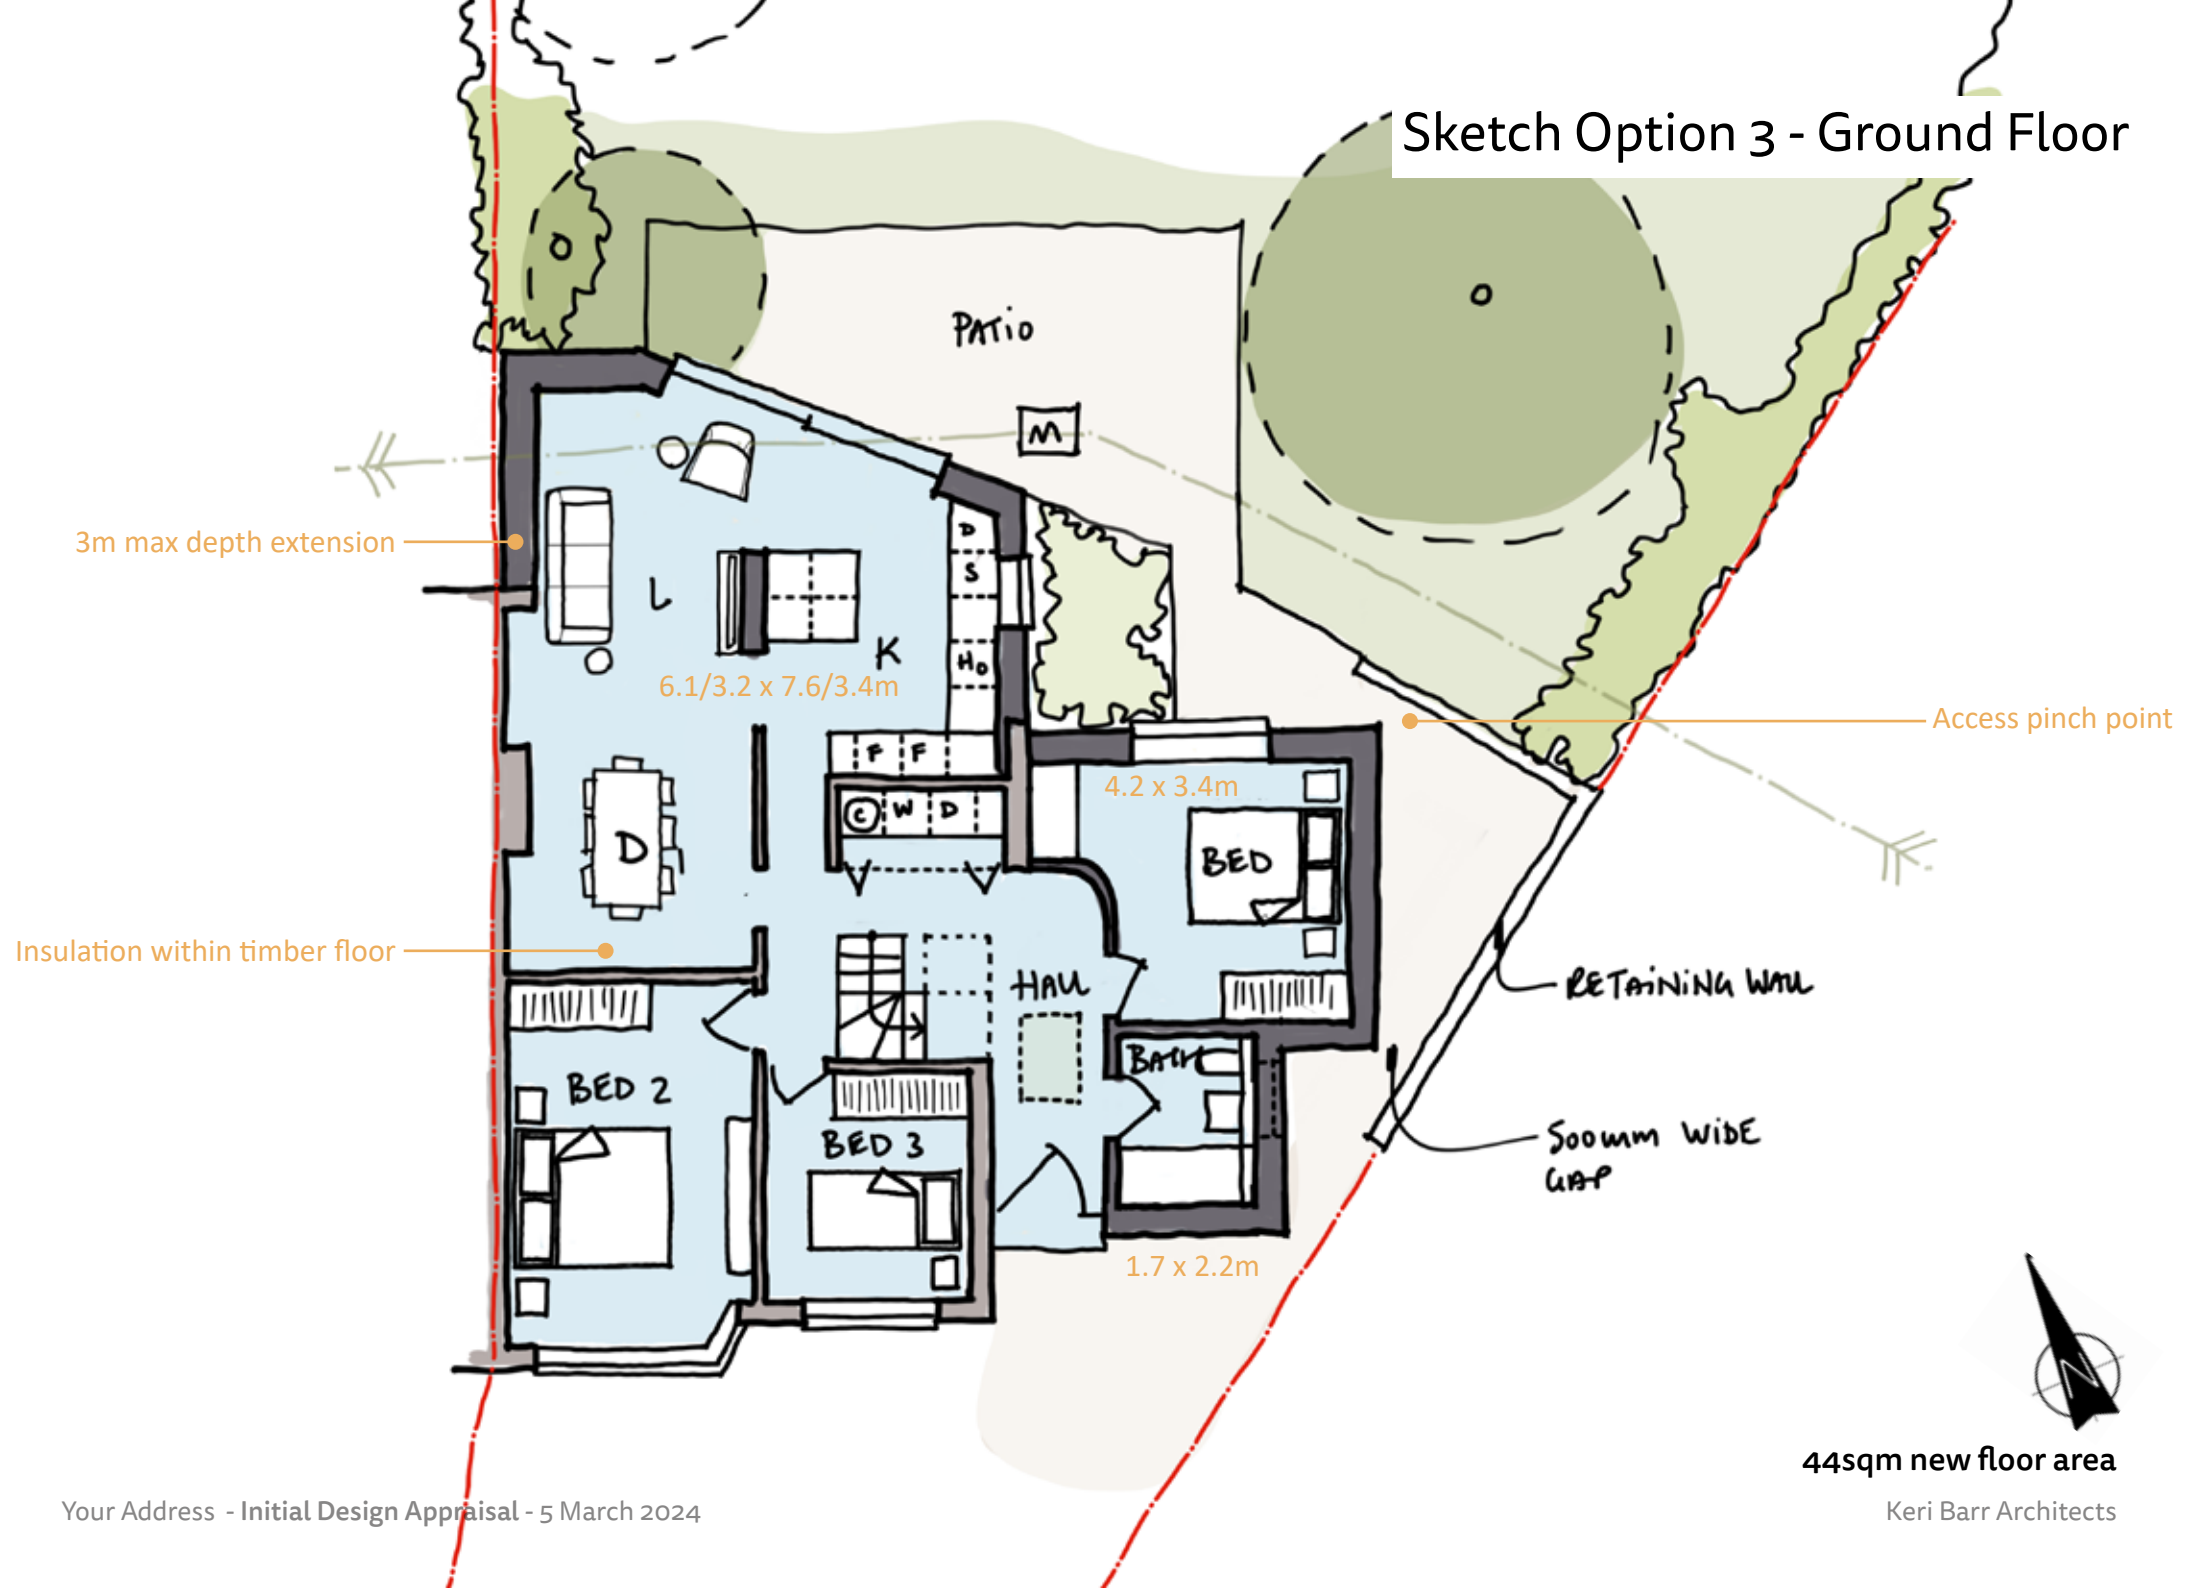 Sketch Option 3 - Ground Floor
PATIO
M
3m max depth extension
D
S
L
K
Ho
6.1/3.2 x 7.6/3.4m
Access pinch point
F F
4.2 x 3.4m
C W D
D
BED
Insulation within timber floor
HALL
RETAINING WALL
BATH
BED 2
BED 3
500mm WIDE
GAP
1.7 x 2.2m
N
44sqm new floor area
Your Address - Initial Design Appraisal - 5 March 2024
Keri Barr Architects